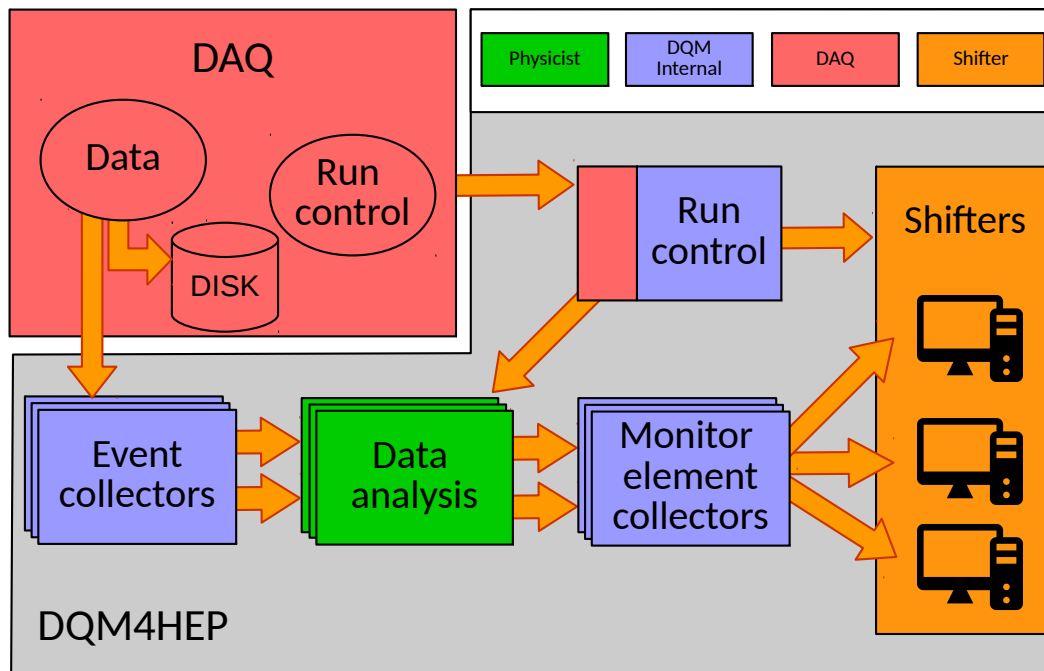 DAQ
Physicist
DQM
Internal
DAQ
Shifter
Data
Run
control
DISK
Run
control
Shifters
Event
collectors
Data
analysis
Monitor
element
collectors
DQM4HEP